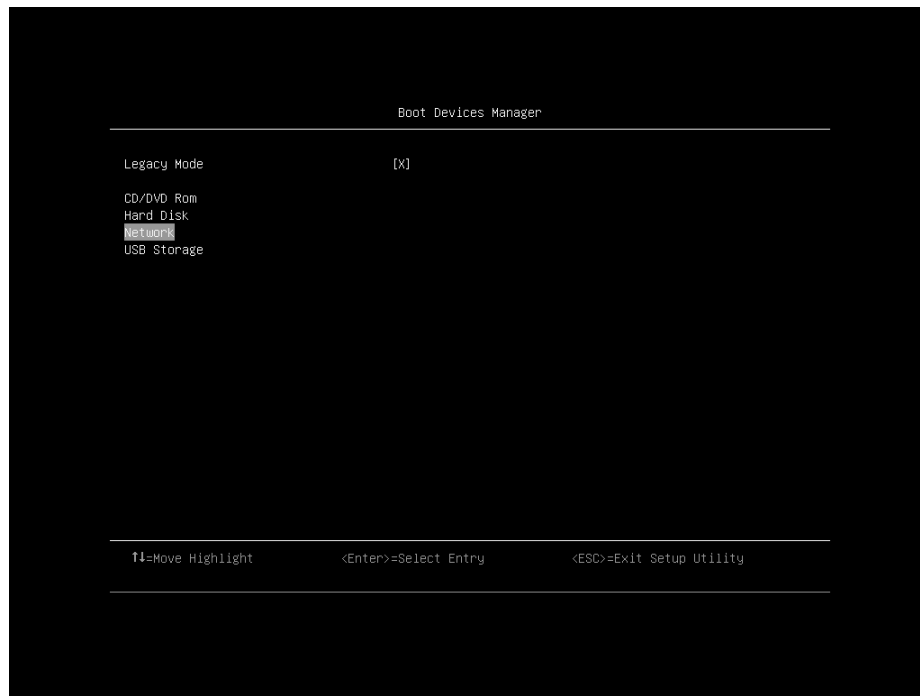 Boot Devices Manager
Legacy Mode [X]
CD/DVD Rom
Hard Disk
Network
USB Storage
↑↓=Move Highlight <Enter>=Select Entry <ESC>=Exit Setup Utility